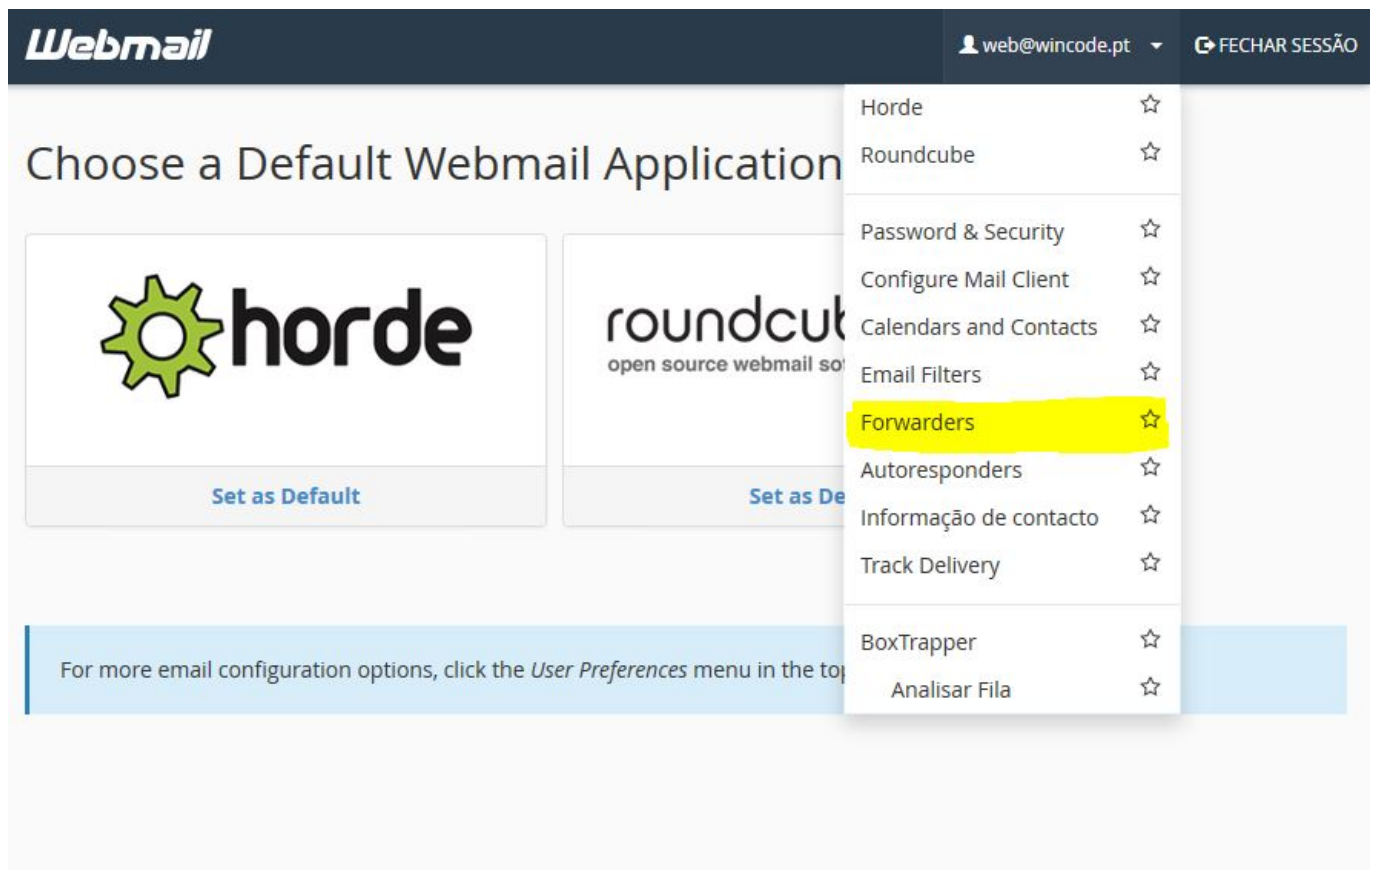 Webmail
web@wincode.pt
FECHAR SESSÃO
Choose a Default Webmail Application
horde
Set as Default
roundcub
open source webmail so
Set as De
For more email configuration options, click the User Preferences menu in the to
Horde
Roundcube
Password & Security
Configure Mail Client
Calendars and Contacts
Email Filters
Forwarders
Autoresponders
Informação de contacto
Track Delivery
BoxTrapper
Analisar Fila